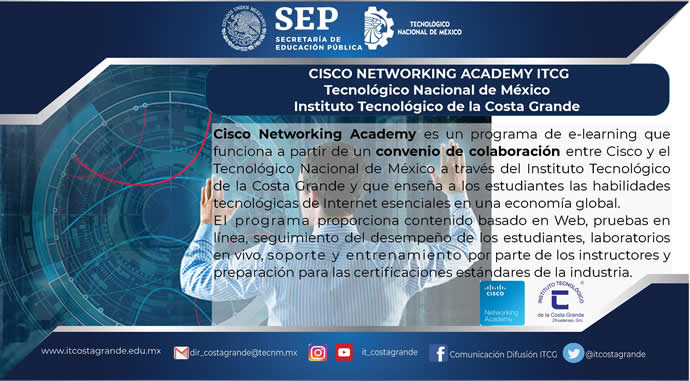 SEP
SECRETARÍA DE
EDUCACIÓN PÚBLICA
TECNOLÓGICO
NACIONAL DE MÉXICO
CISCO NETWORKING ACADEMY ITCG
Tecnológico Nacional de México
Instituto Tecnológico de la Costa Grande
Cisco Networking Academy es un programa de e-learning que
funciona a partir de un convenio de colaboración entre Cisco y el
Tecnológico Nacional de México a través del Instituto Tecnológico
de la Costa Grande y que enseña a los estudiantes las habilidades
tecnológicas de Internet esenciales en una economía global.
El programa proporciona contenido basado en Web, pruebas en
línea, seguimiento del desempeño de los estudiantes, laboratorios
en vivo, soporte y entrenamiento por parte de los instructores y
preparación para las certificaciones estándares de la industria.
CISCO
Networking
Academy
INSTITUTO TECNOLÓGICO
de la Costa Grande
Zihuatanejo, Gro.
www.itcostagrande.edu.mx
dir_costagrande@tecnm.mx
it_costagrande
Comunicación Difusión ITCG
@itcostagrande